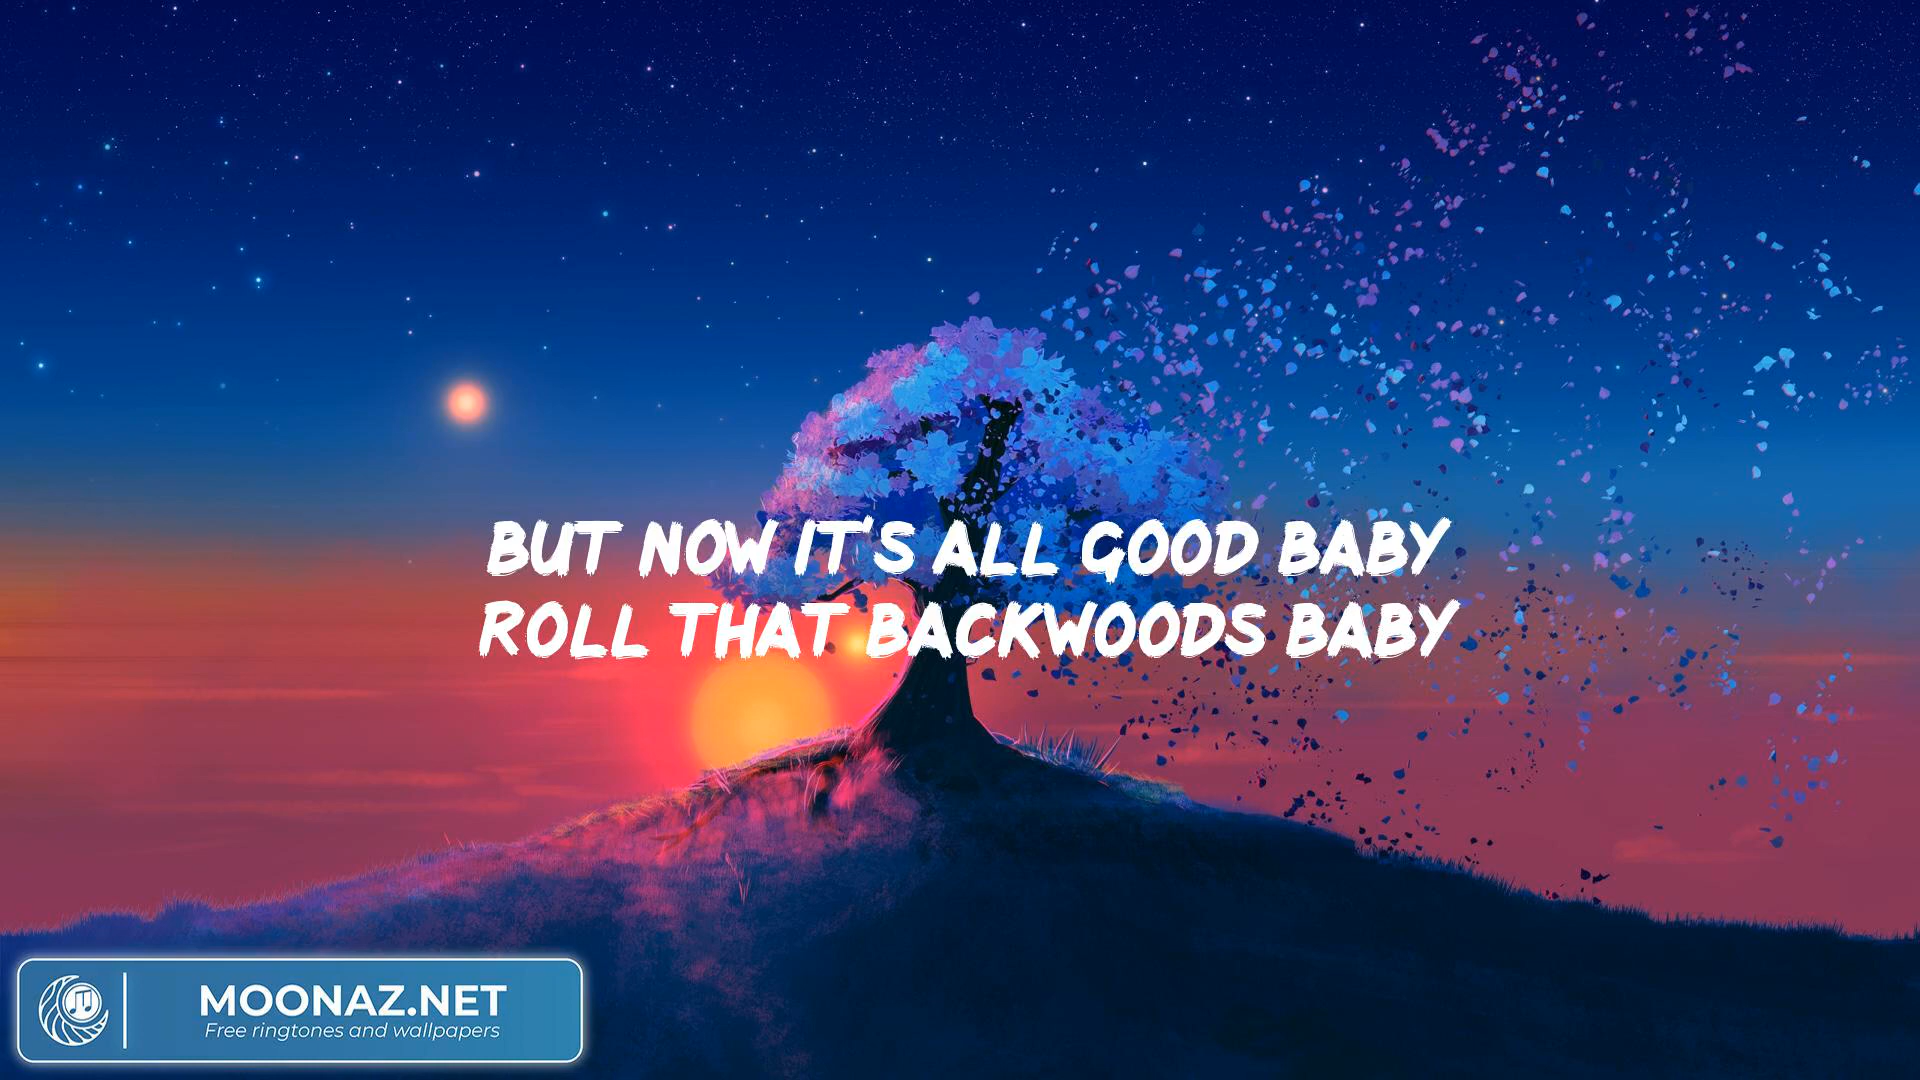 BUT NOW IT'S ALL GOOD BABY
ROLL THAT BACKWOODS BABY
MOONAZ.NET
Free ringtones and wallpapers